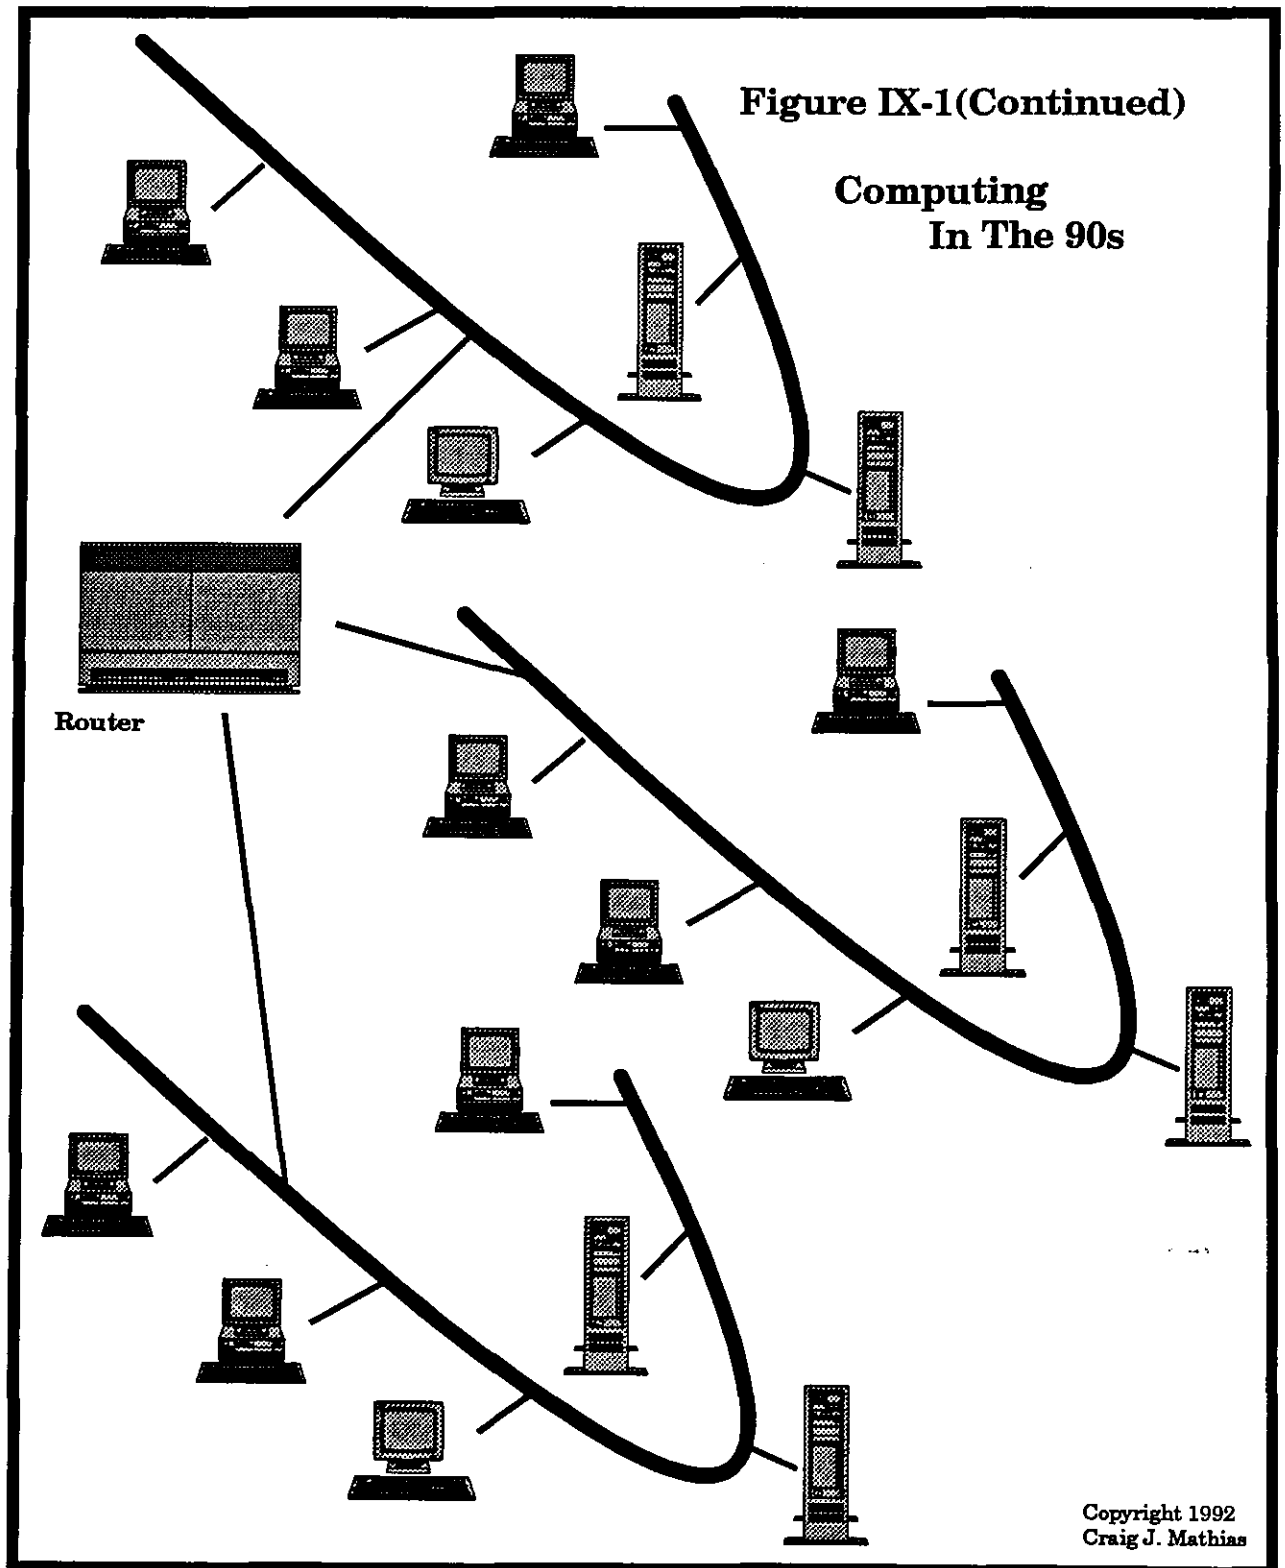 Figure IX-1(Continued)
Computing
In The 90s
Router
Copyright 1992
Craig J. Mathias